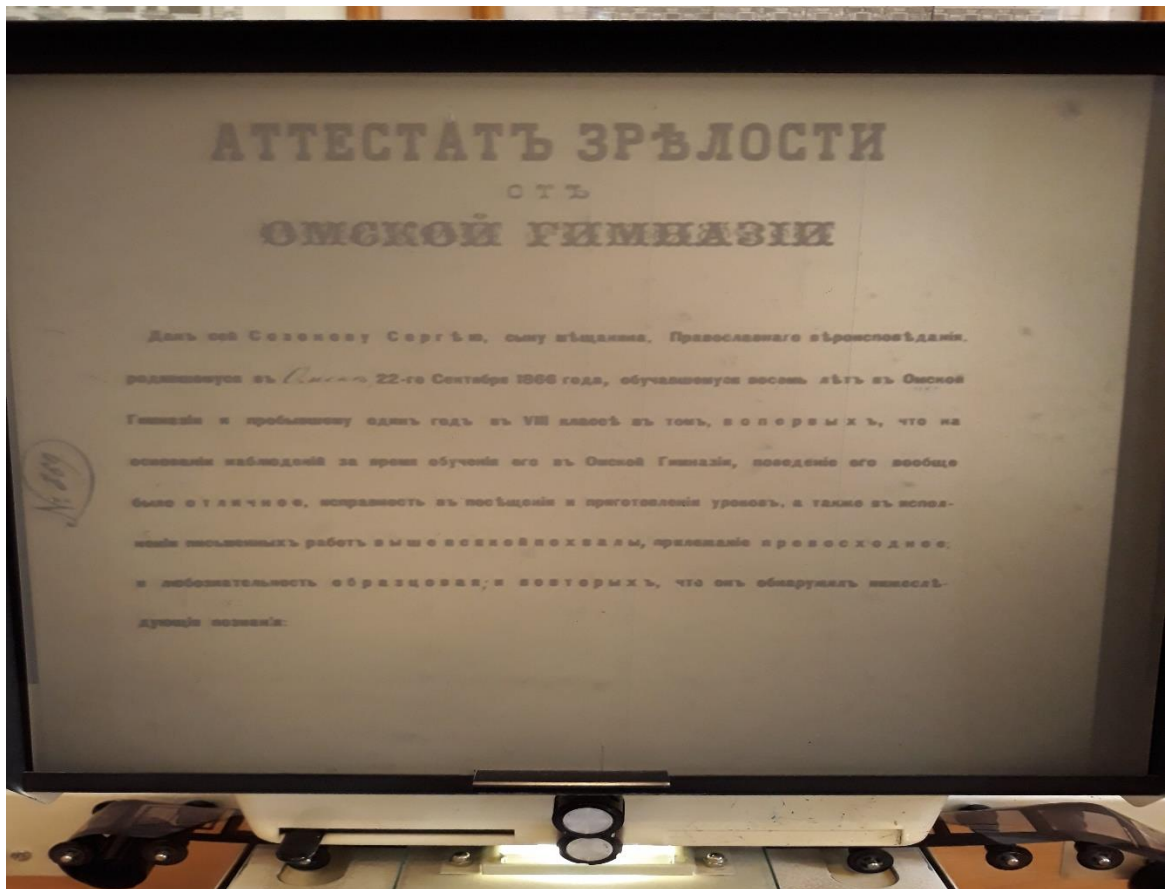 АТТЕСТАТЪ ЗРѢЛОСТИ
ОТЪ
ОМСКОЙ ГИМНАЗІИ
Данъ сей Созонову Сергѣю, сыну мѣщанина, Православнаго вѣроисповѣданія,
родившемуся въ Омскѣ 22-го Сентября 1866 года, обучавшемуся восемь лѣтъ въ Омской
Гимназіи и пробывшему одинъ годъ въ VIII классѣ въ томъ, вопервыхъ, что на
основаніи наблюденій за время обученія его въ Омской Гимназіи, поведеніе его вообще
было отличное, исправность въ посѣщеніи и приготовленіи уроковъ, а также въ испол-
неніи письменныхъ работъ выше всякой похвалы, прилежаніе превосходное;
и любознательность образцовая; и вовторыхъ, что онъ обнаружилъ нижеслѣ-
дующія познанія: